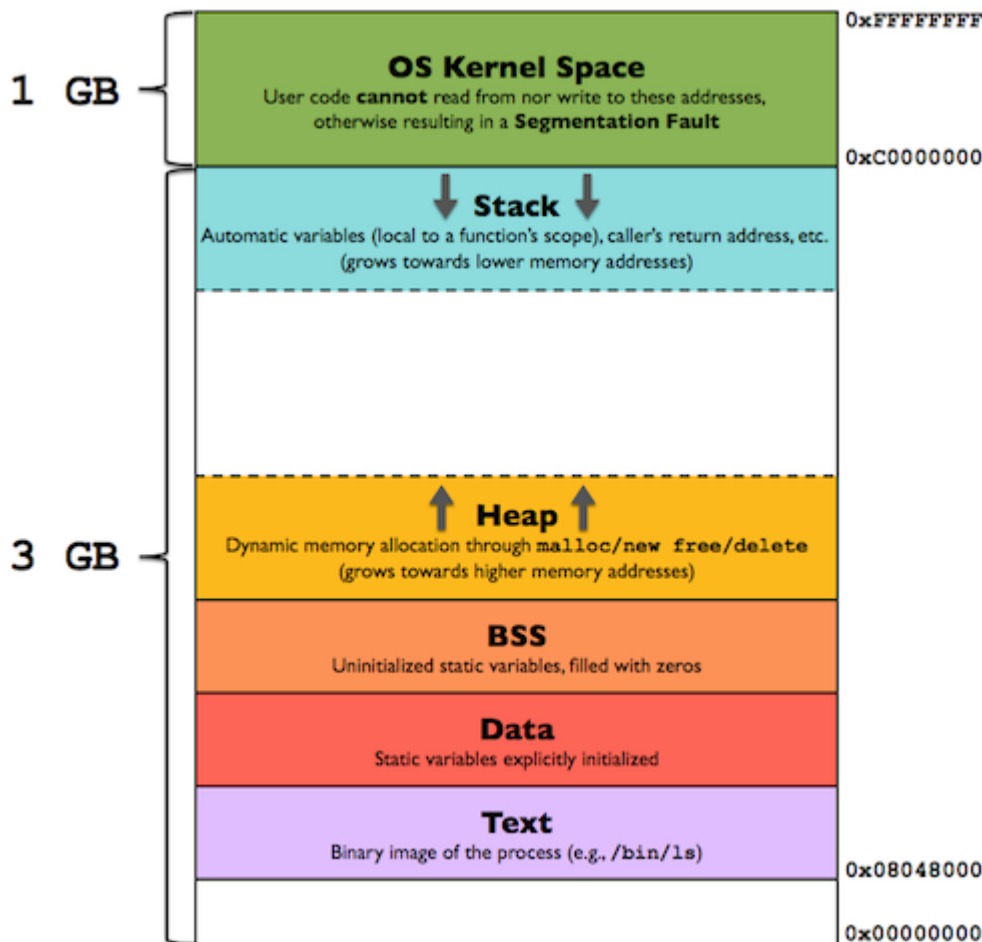 0xFFFFFFFF
1 GB
OS Kernel Space
User code cannot read from nor write to these addresses,
otherwise resulting in a Segmentation Fault
0xC0000000
Stack
Automatic variables (local to a function's scope), caller's return address, etc.
(grows towards lower memory addresses)
Heap
3 GB
Dynamic memory allocation through malloc/new free/delete
(grows towards higher memory addresses)
BSS
Uninitialized static variables, filled with zeros
Data
Static variables explicitly initialized
Text
Binary image of the process (e.g., /bin/ls)
0x08048000
0x00000000